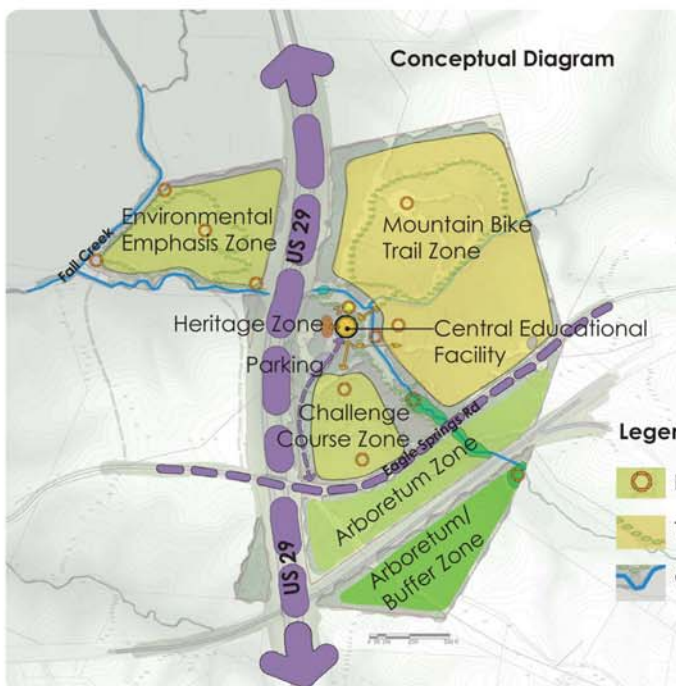 Conceptual Diagram
US 29
Environmental
Emphasis Zone
Mountain Bike
Trail Zone
Fall Creek
Heritage Zone
Central Educational
Facility
Parking
Challenge
Course Zone
Eagle Springs Rd
Arboretum Zone
Arboretum/
Buffer Zone
US 29
Legen